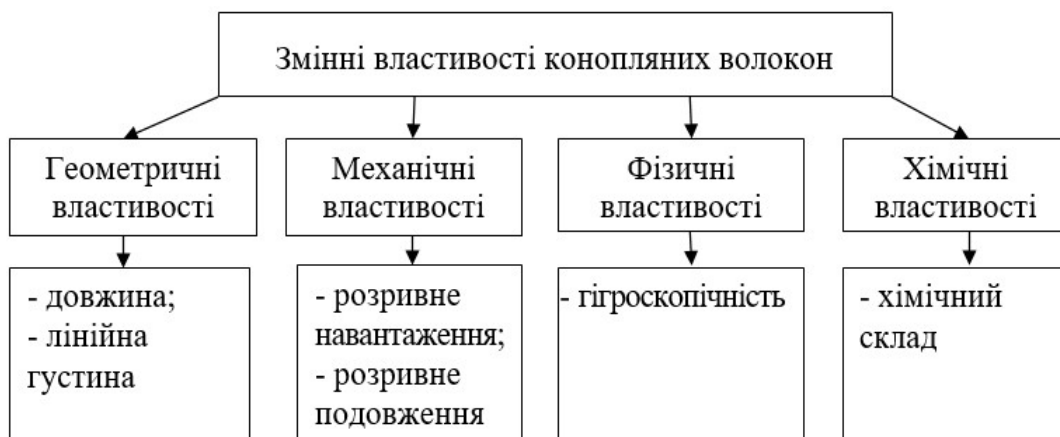 Змінні властивості конопляних волокон
Геометричні
властивості
Механічні
властивості
Фізичні
властивості
Хімічні
властивості
- довжина;
- лінійна
густина
- розривне
навантаження;
- розривне
подовження
- гігроскопічність
- хімічний
склад